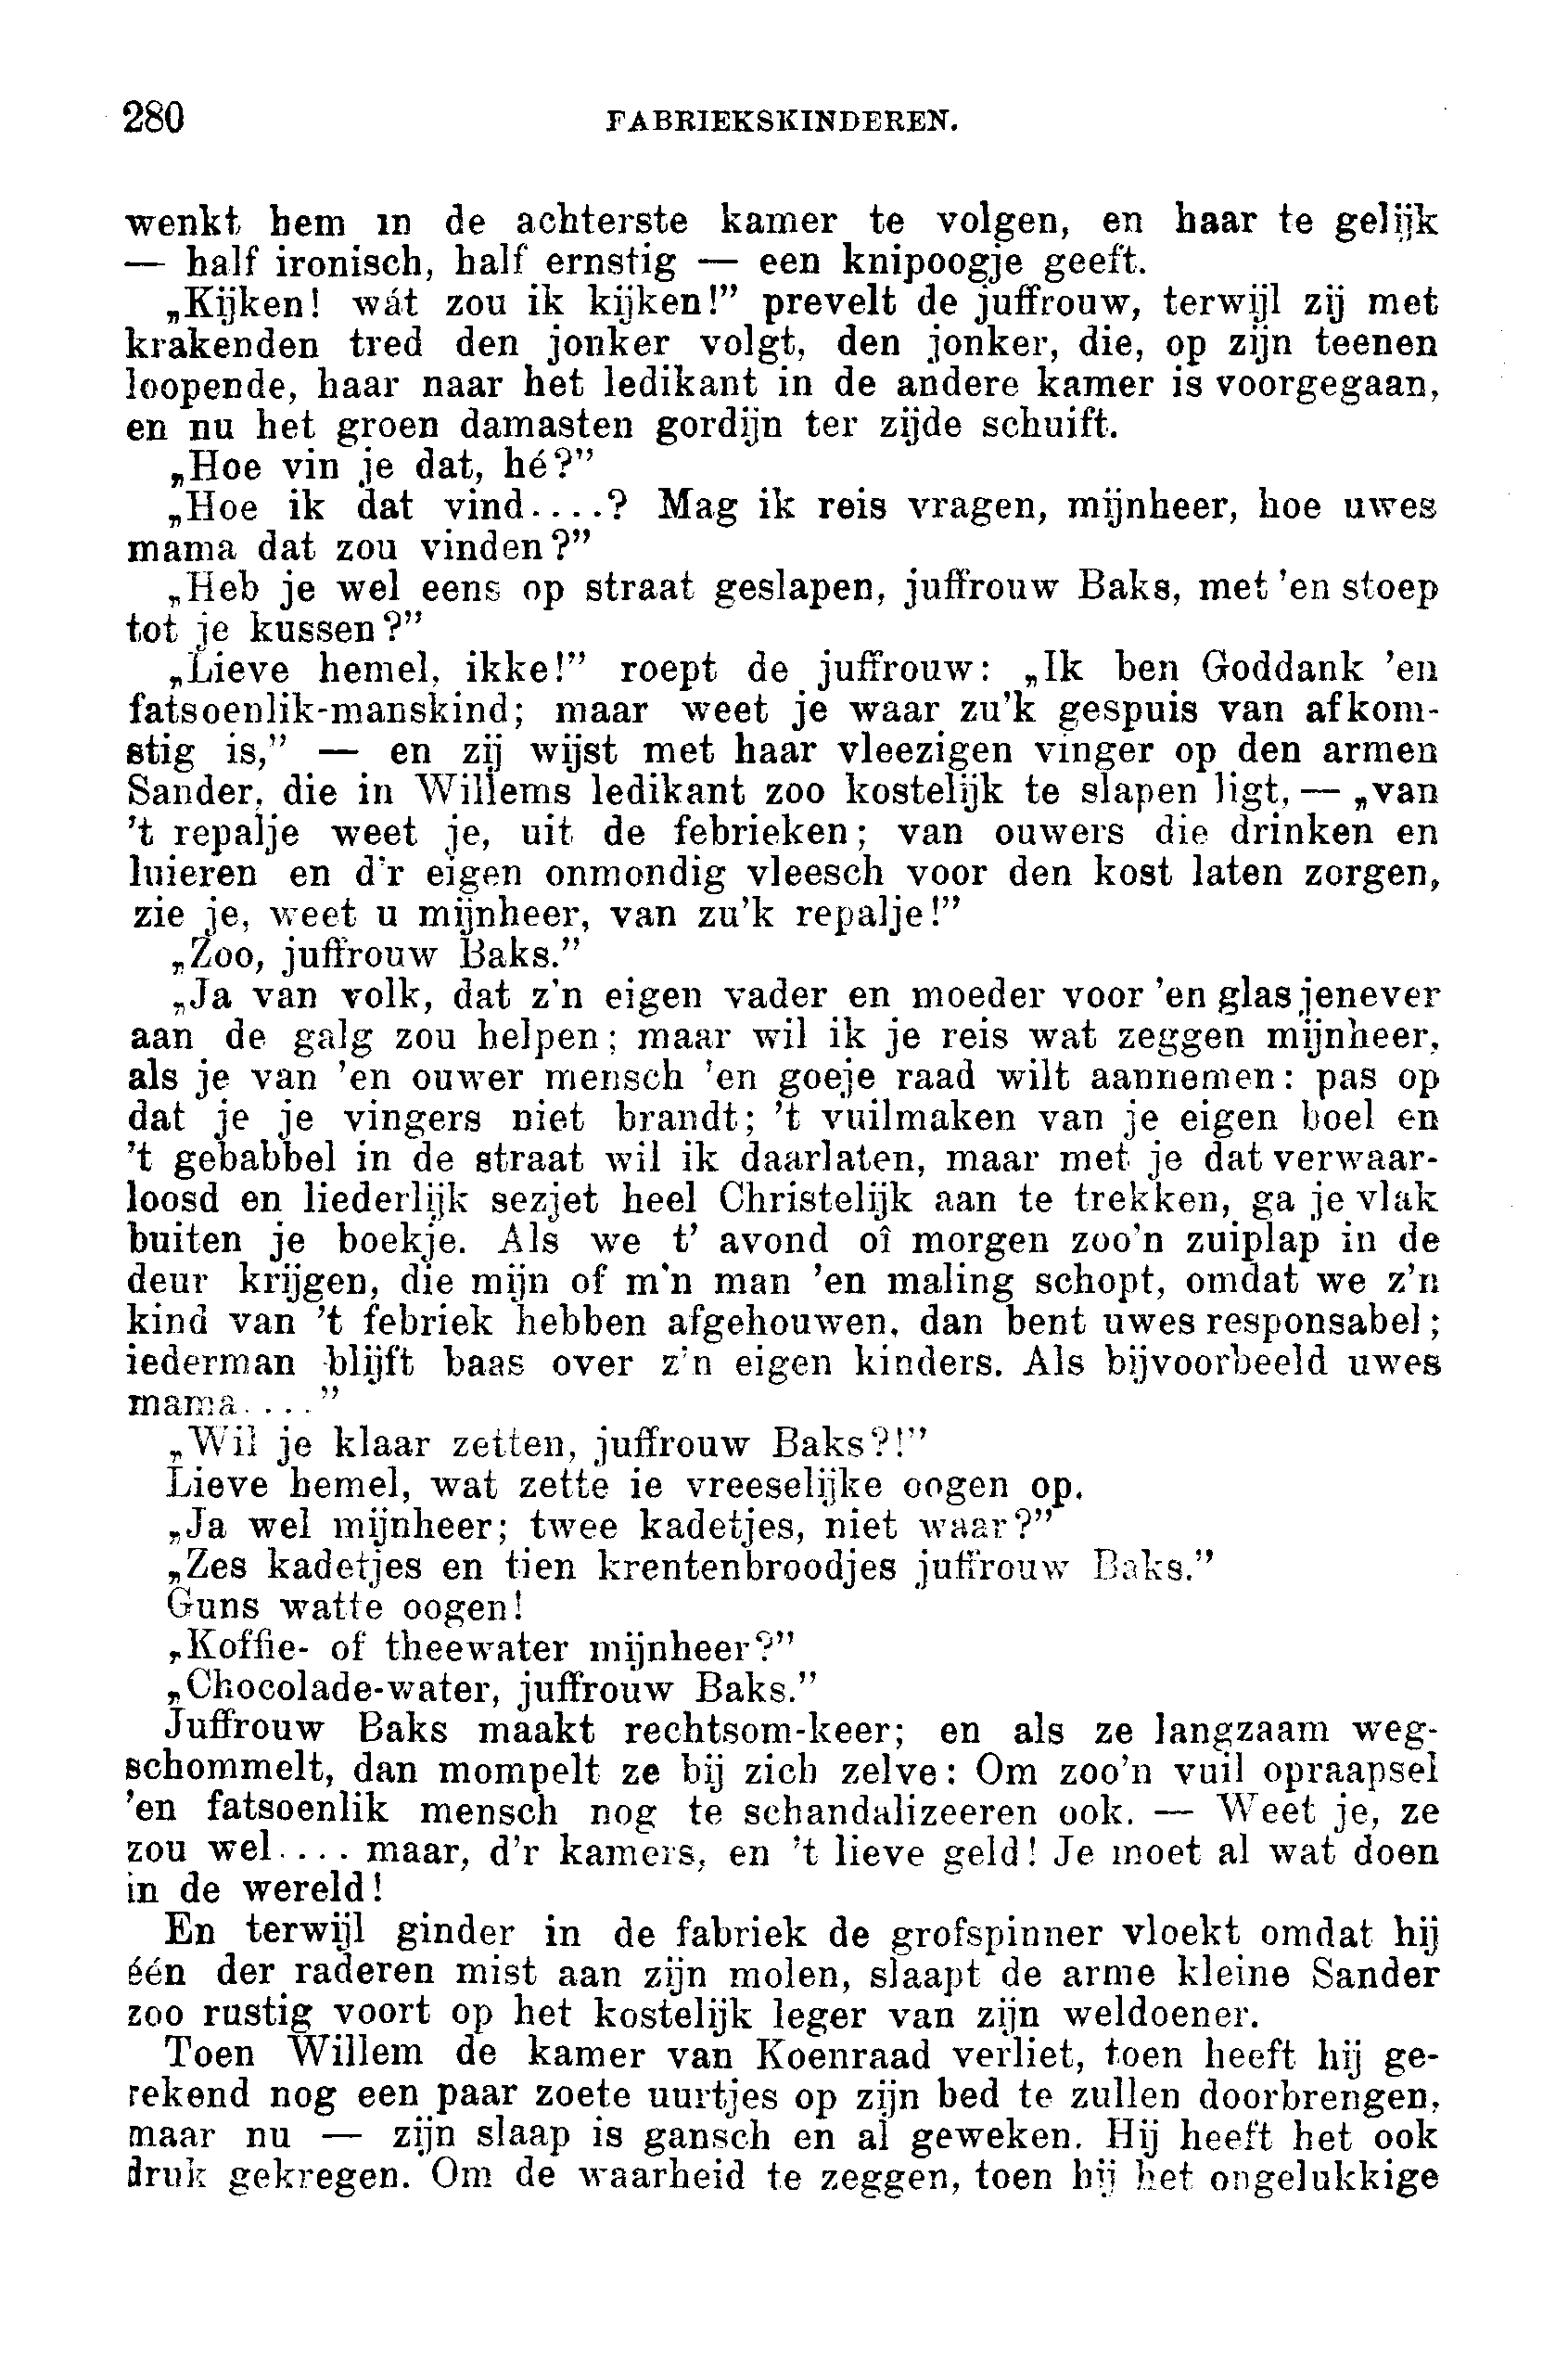 280
FABRIEKSKINDEREN.
wenkt hem in de achterste kamer te volgen, en haar te gelijk
— half ironisch, half ernstig — een knipoogje geeft.
„Kijken! wát zou ik kijken!” prevelt de juffrouw, terwijl zij met
krakenden tred den jonker volgt, den jonker, die, op zijn teenen
loopende, haar naar het ledikant in de andere kamer is voorgegaan,
en nu het groen damasten gordijn ter zijde schuift.
„Hoe vin je dat, hé?”
„Hoe ik dat vind....? Mag ik reis vragen, mijnheer, hoe uwes
mama dat zou vinden?”
„Heb je wel eens op straat geslapen, juffrouw Baks, met 'en stoep
tot je kussen?”
„Lieve hemel, ikke!” roept de juffrouw: „Ik ben Goddank 'en
fatsoenlik-manskind; maar weet je waar zu'k gespuis van afkom-
stig is,” — en zij wijst met haar vleezigen vinger op den armen
Sander, die in Willems ledikant zoo kostelijk te slapen ligt, — „van
't repalje weet je, uit de febrieken; van ouwers die drinken en
luieren en d'r eigen onmondig vleesch voor den kost laten zorgen,
zie je, weet u mijnheer, van zu'k repalje!”
„Zoo, juffrouw Baks.”
„Ja van volk, dat z'n eigen vader en moeder voor 'en glas jenever
aan de galg zou helpen; maar wil ik je reis wat zeggen mijnheer,
als je van 'en ouwer mensch 'en goeje raad wilt aannemen: pas op
dat je je vingers niet brandt; 't vuilmaken van je eigen boel en
't gebabbel in de straat wil ik daarlaten, maar met je dat verwaar-
loosd en liederlijk sezjet heel Christelijk aan te trekken, ga je vlak
buiten je boekje. Als we t' avond oî morgen zoo'n zuiplap in de
deur krijgen, die mijn of m'n man 'en maling schopt, omdat we z'n
kind van 't febriek hebben afgehouwen, dan bent uwes responsabel;
iederman blijft baas over z'n eigen kinders. Als bijvoorbeeld uwes
mama....”
„Wil je klaar zetten, juffrouw Baks?!”
Lieve hemel, wat zette ie vreeselijke oogen op.
„Ja wel mijnheer; twee kadetjes, niet waar?”
„Zes kadetjes en tien krentenbroodjes juffrouw Baks.”
Guns watte oogen!
„Koffie- of theewater mijnheer?”
„Chocolade-water, juffrouw Baks.”
Juffrouw Baks maakt rechtsom-keer; en als ze langzaam weg-
schommelt, dan mompelt ze bij zich zelve: Om zoo'n vuil opraapsel
'en fatsoenlik mensch nog te schandalizeeren ook. — Weet je, ze
zou wel.... maar, d'r kamers, en 't lieve geld! Je moet al wat doen
in de wereld!
En terwijl ginder in de fabriek de grofspinner vloekt omdat hij
één der raderen mist aan zijn molen, slaapt de arme kleine Sander
zoo rustig voort op het kostelijk leger van zijn weldoener.
Toen Willem de kamer van Koenraad verliet, toen heeft hij ge-
rekend nog een paar zoete uurtjes op zijn bed te zullen doorbrengen,
maar nu — zijn slaap is gansch en al geweken. Hij heeft het ook
druk gekregen. Om de waarheid te zeggen, toen hij het ongelukkige